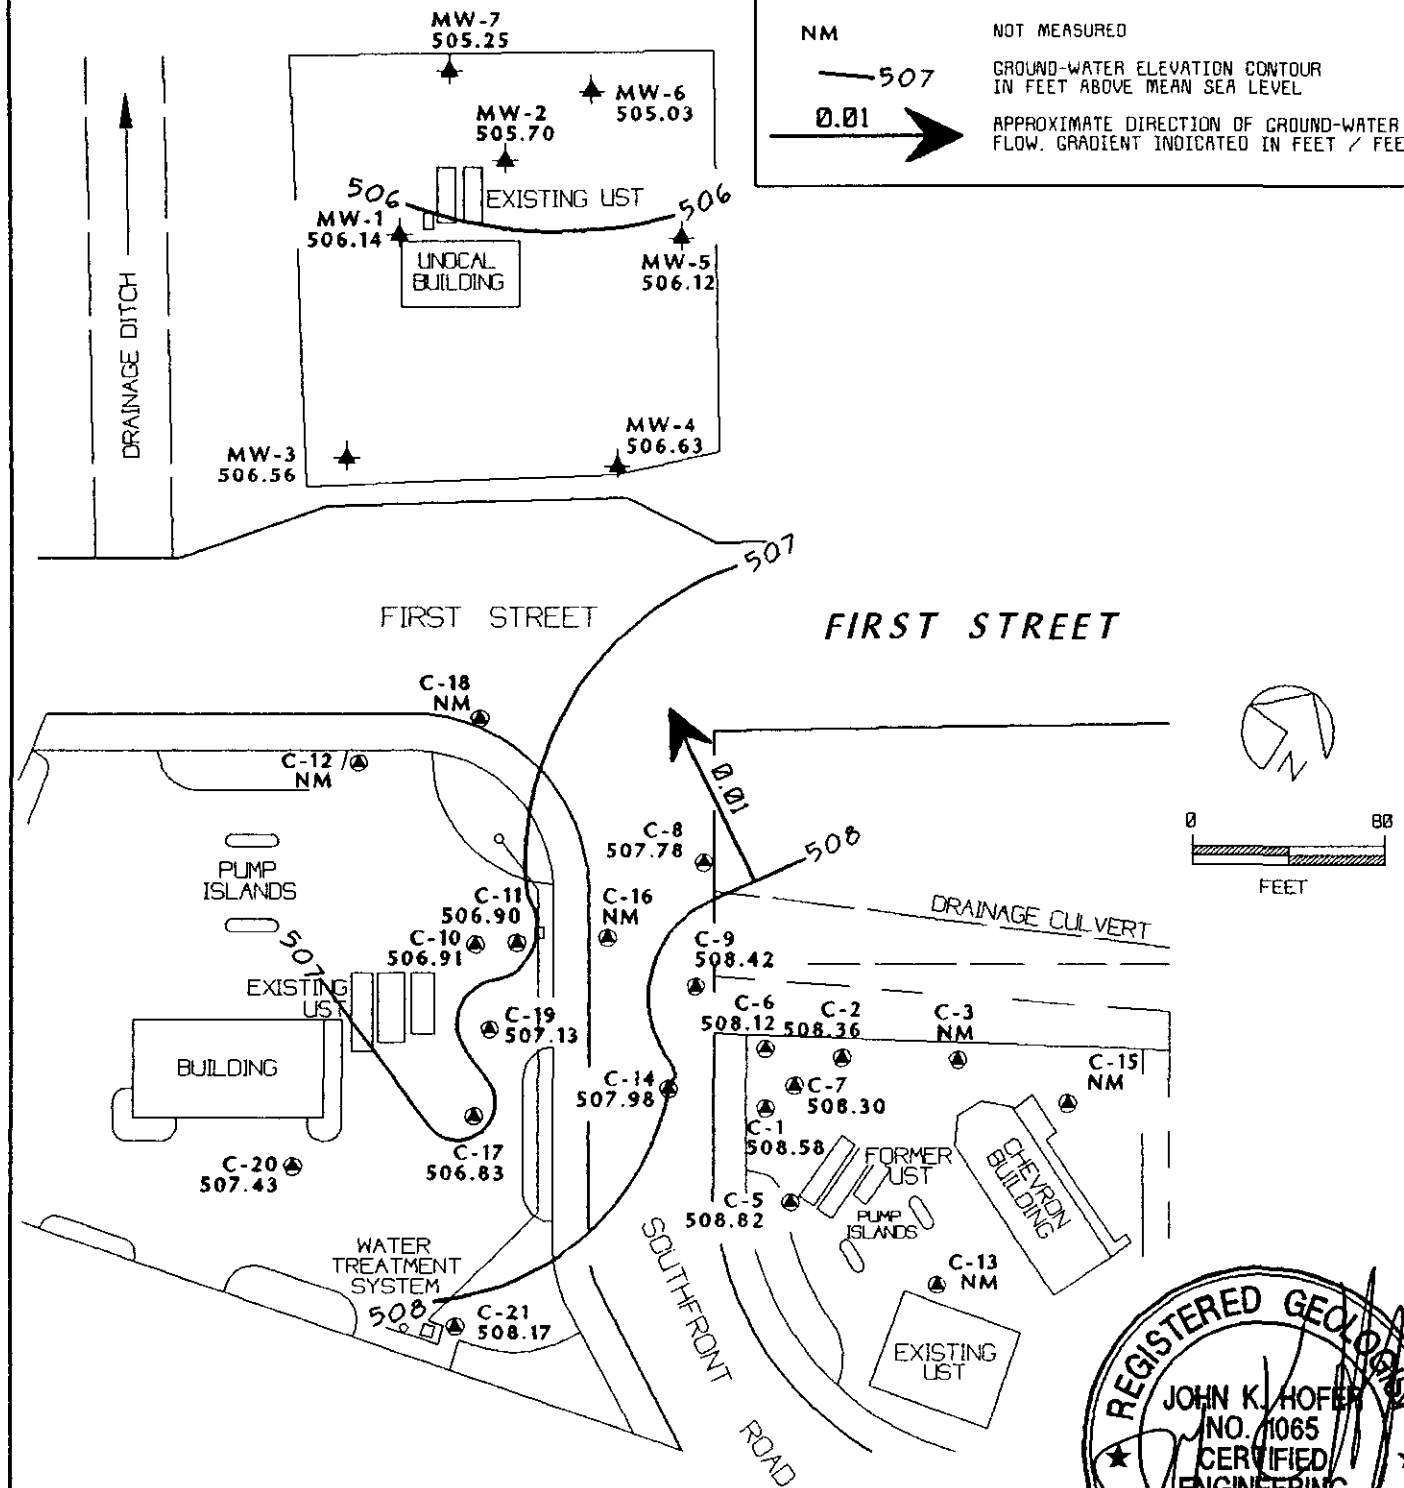 MW-7
505.25
MW-6
505.03
MW-2
505.70
506
506
EXISTING UST
MW-1
506.14
UNOCAL
BUILDING
MW-5
506.12
DRAINAGE DITCH
MW-3
506.56
MW-4
506.63
NM NOT MEASURED
507 GROUND-WATER ELEVATION CONTOUR
IN FEET ABOVE MEAN SEA LEVEL
0.01 APPROXIMATE DIRECTION OF GROUND-WATER
FLOW. GRADIENT INDICATED IN FEET / FEE
507
FIRST STREET
FIRST STREET
C-18
NM
C-12
NM
N
0 80
FEET
0.01
C-8
507.78
508
PUMP
ISLANDS
C-11
506.90
C-16
NM
DRAINAGE CULVERT
C-10
506.91
507
C-9
508.42
EXISTING
UST
C-19
507.13
C-6
508.12
C-2
508.36
C-3
NM
C-15
NM
BUILDING
C-14
507.98
C-7
508.30
C-1
508.58
C-17
506.83
C-20
507.43
FORMER
UST
CHEVRON
BUILDING
C-5
508.82
PUMP
ISLANDS
WATER
TREATMENT
SYSTEM
508
C-21
508.17
SOUTHFRONT
ROAD
C-13
NM
EXISTING
UST
REGISTERED GEOLOGIST
JOHN K. HOFER
NO. 1065
CERTIFIED
ENGINEERING